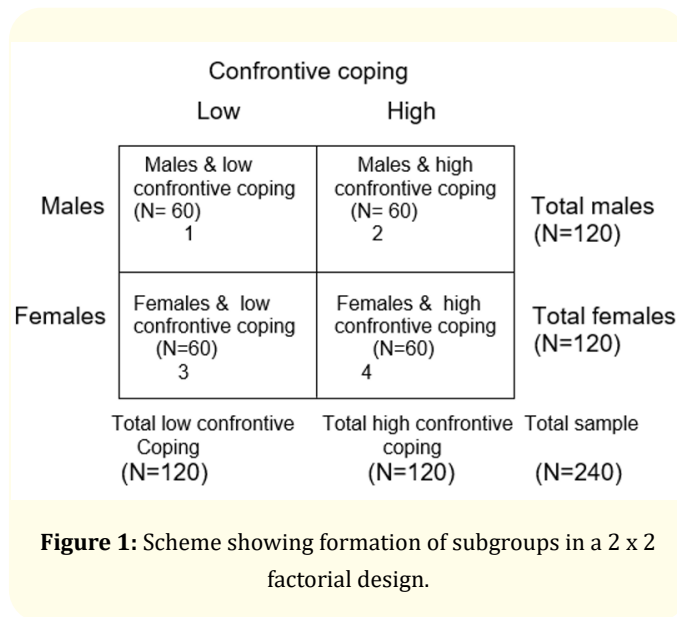 Confrontive coping
Low High
Males & low
confrontive coping
(N= 60)
1
Males & high
confrontive coping
(N= 60)
2
Males
Total males
(N=120)
Females & low
confrontive coping
(N=60)
3
Females & high
confrontive coping
(N=60)
4
Females
Total females
(N=120)
Total low confrontive
Coping
(N=120)
Total high confrontive
coping
(N=120)
Total sample
(N=240)
Figure 1: Scheme showing formation of subgroups in a 2 x 2
factorial design.